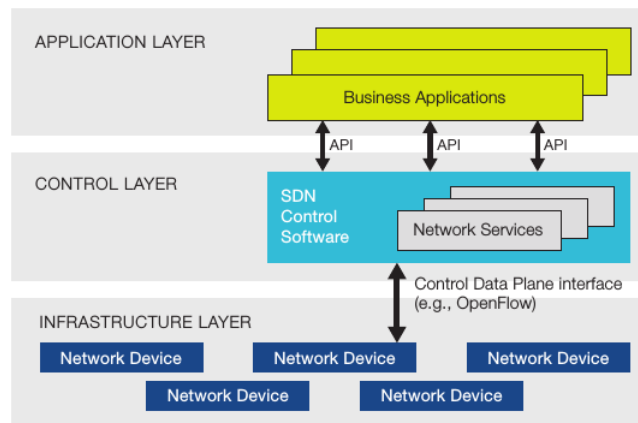 APPLICATION LAYER
Business Applications
API
API
API
CONTROL LAYER
SDN
Control
Software
Network Services
Control Data Plane interface
(e.g., OpenFlow)
INFRASTRUCTURE LAYER
Network Device
Network Device
Network Device
Network Device
Network Device